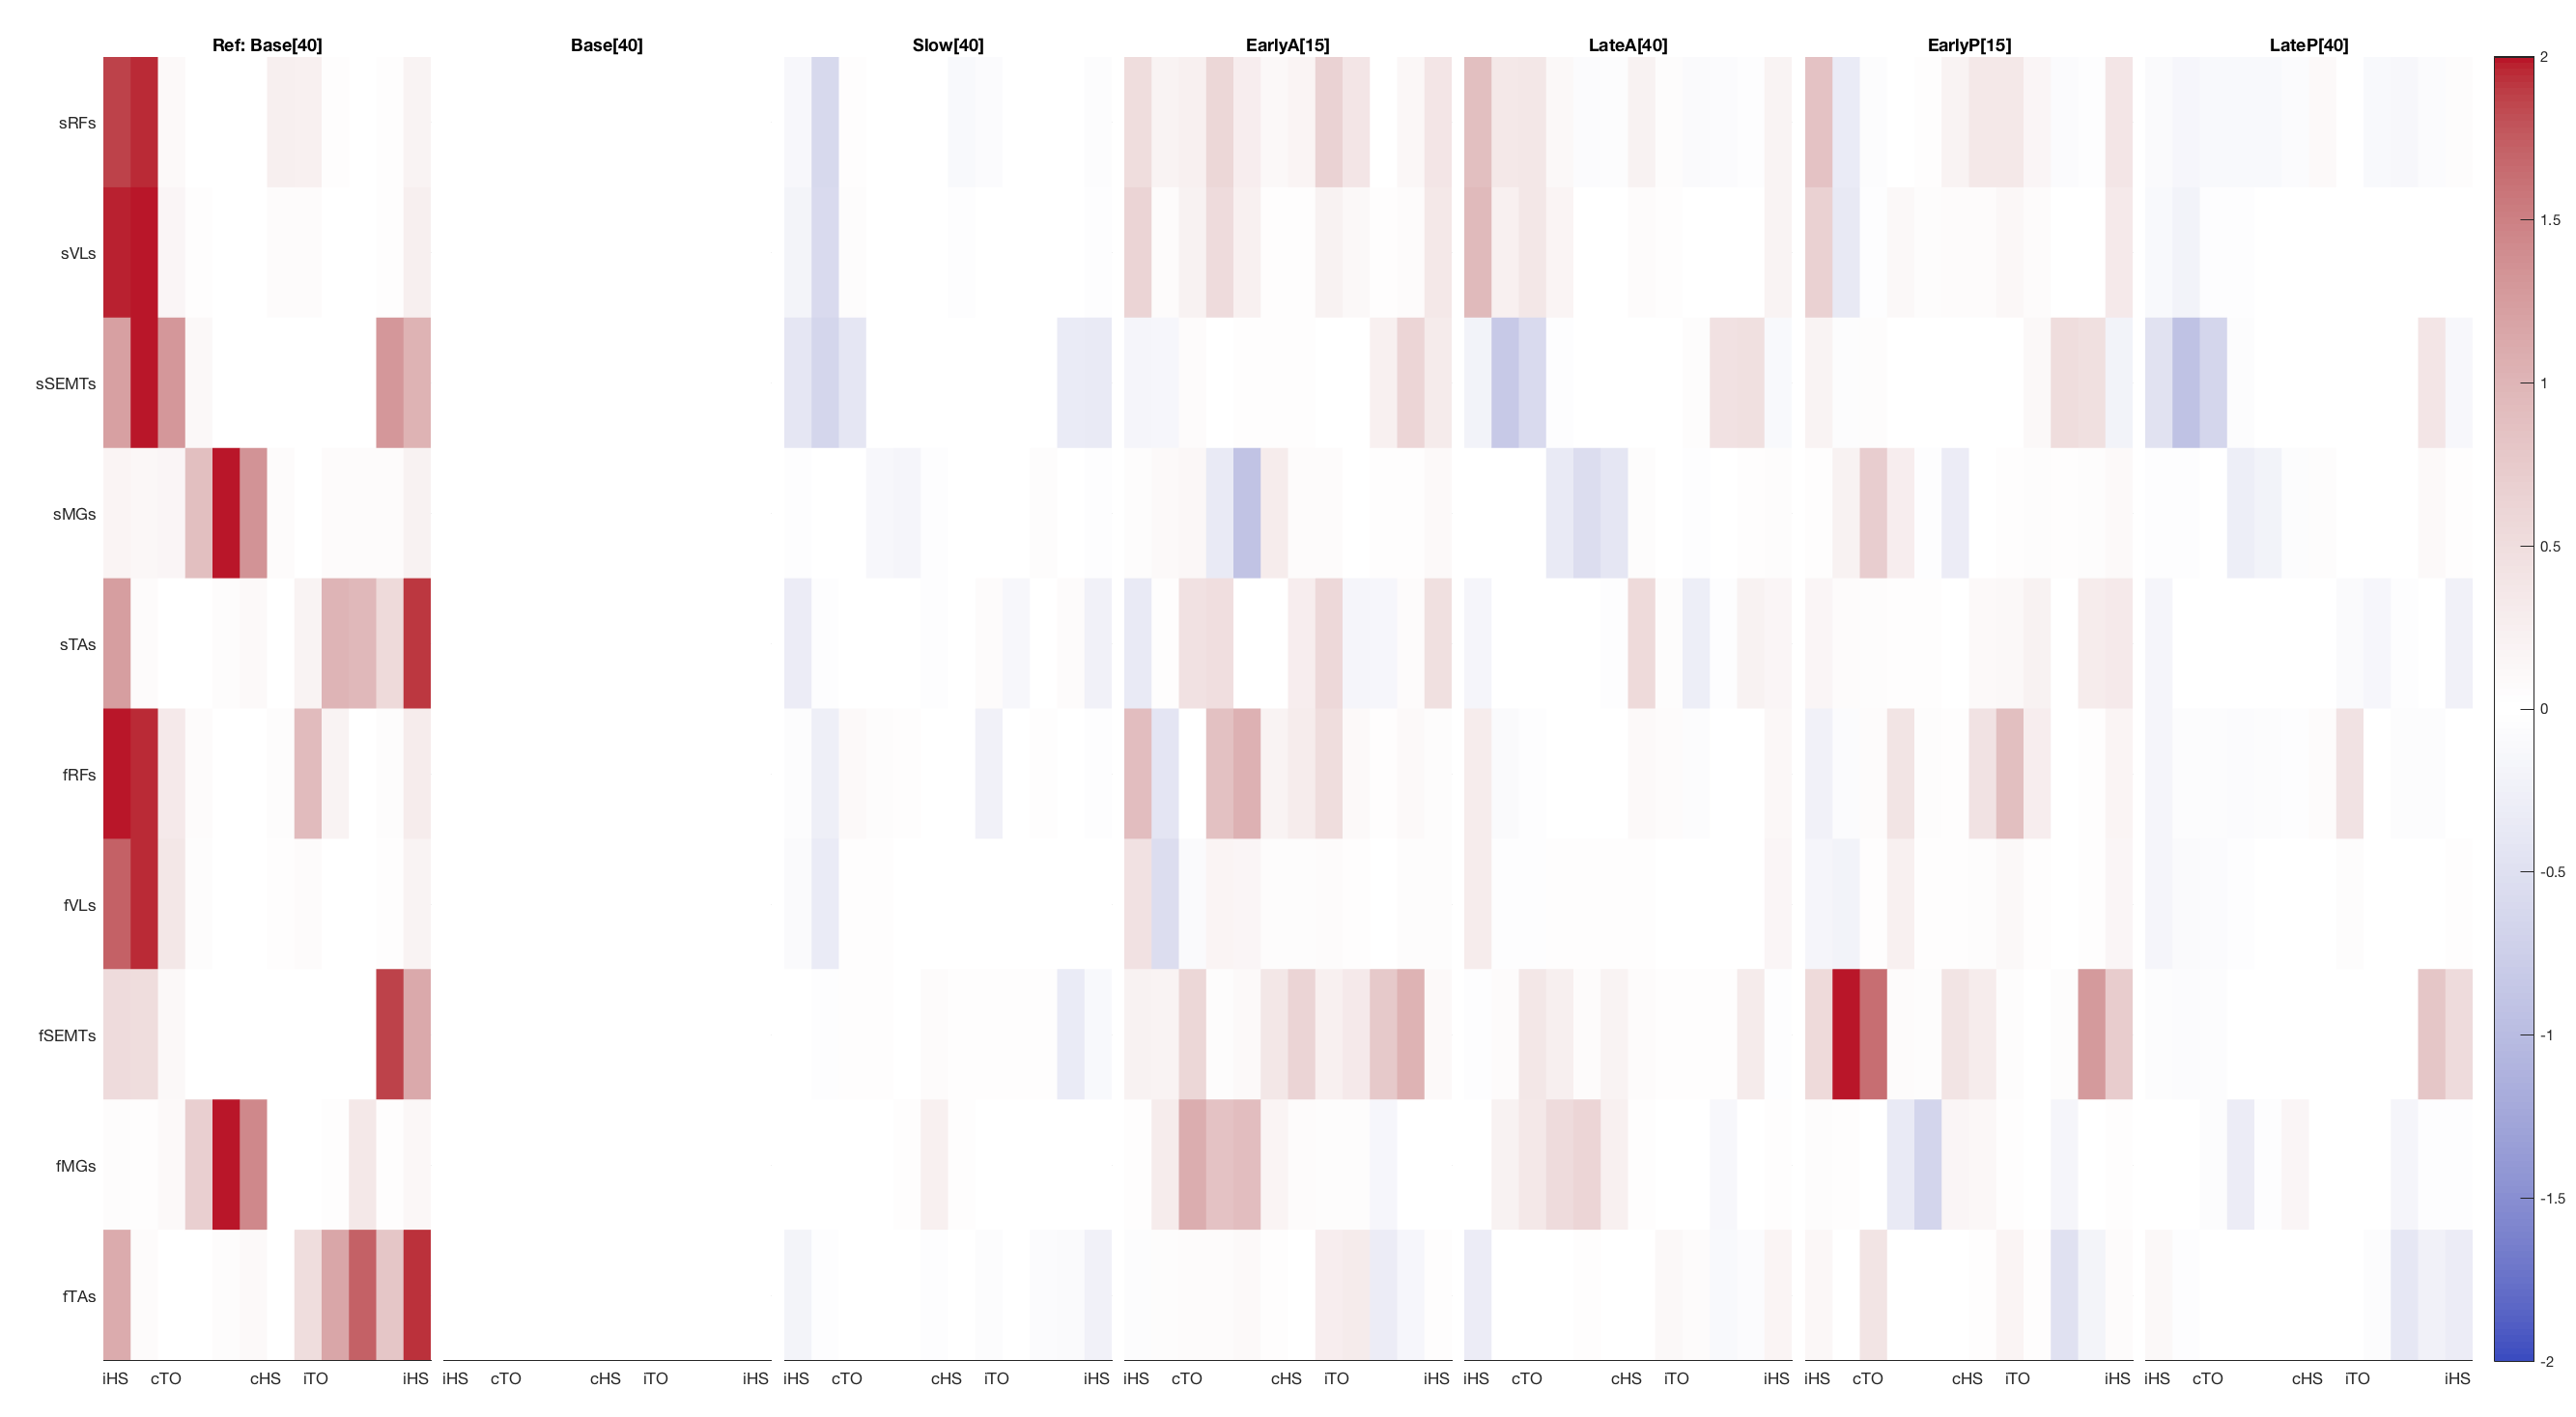 Ref: Base[40] Base[40] Slow[40] EarlyA[15] LateA[40] EarlyP[15] LateP[40]
sRFs
sVLs
sSEMTs
sMGs
sTAs
fRFs
fVLs
fSEMTs
fMGs
fTAs
iHS cTO cHS iTO iHS iHS cTO cHS iTO iHS iHS cTO cHS iTO iHS iHS cTO cHS iTO iHS iHS cTO cHS iTO iHS iHS cTO cHS iTO iHS iHS cTO cHS iTO iHS
2
1.5
1
0.5
0
-0.5
-1
-1.5
-2